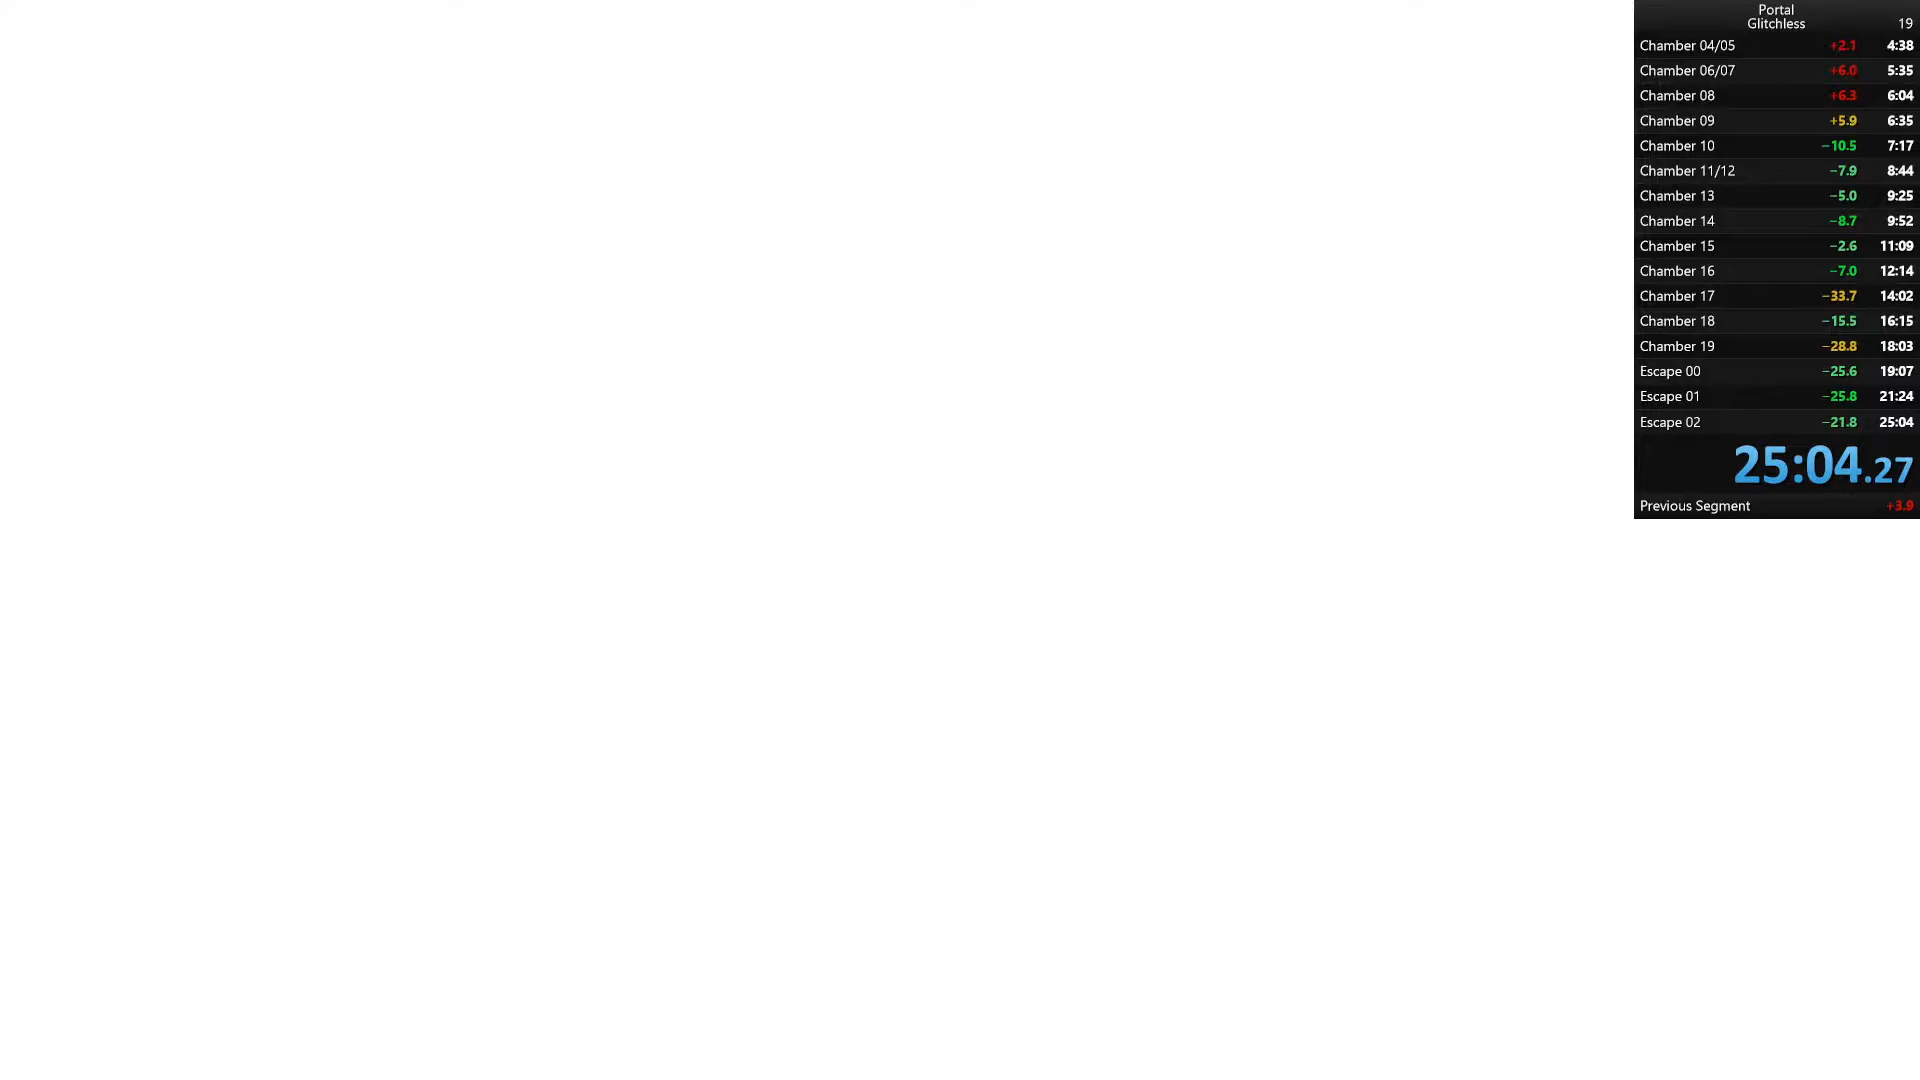 Portal
Glitchless 19
Chamber 04/05 +2.1 4:38
Chamber 06/07 +6.0 5:35
Chamber 08 +6.3 6:04
Chamber 09 +5.9 6:35
Chamber 10 −10.5 7:17
Chamber 11/12 −7.9 8:44
Chamber 13 −5.0 9:25
Chamber 14 −8.7 9:52
Chamber 15 −2.6 11:09
Chamber 16 −7.0 12:14
Chamber 17 −33.7 14:02
Chamber 18 −15.5 16:15
Chamber 19 −28.8 18:03
Escape 00 −25.6 19:07
Escape 01 −25.8 21:24
Escape 02 −21.8 25:04
25:04.27
Previous Segment +3.9